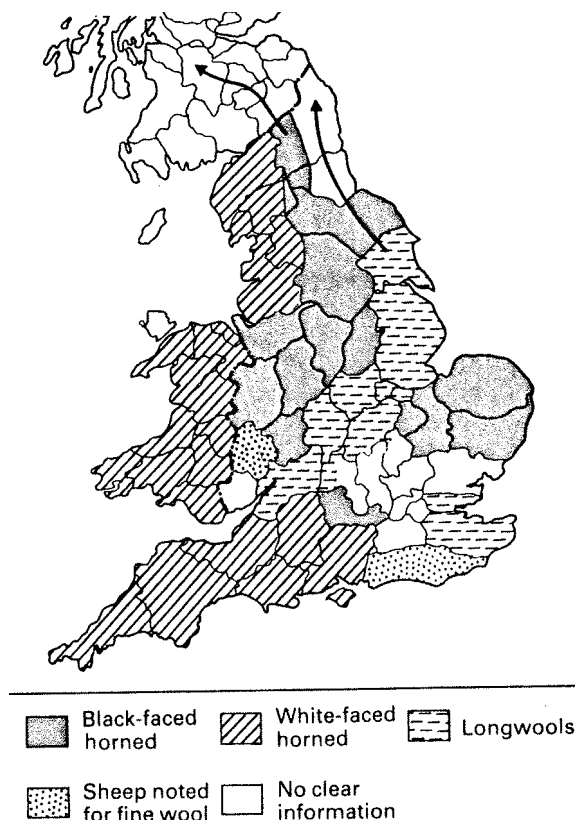 Black-faced
horned
White-faced
horned
Longwools
Sheep noted
for fine wool
No clear
information